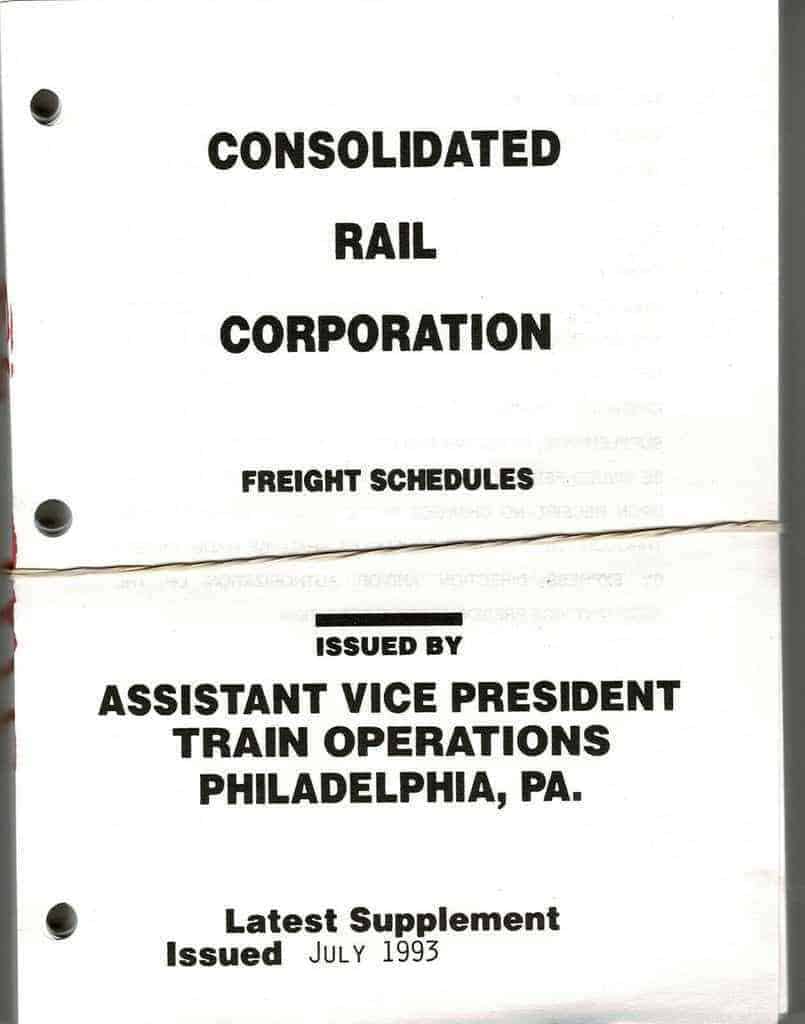 CONSOLIDATED
RAIL
CORPORATION
FREIGHT SCHEDULES
ISSUED BY
ASSISTANT VICE PRESIDENT
TRAIN OPERATIONS
PHILADELPHIA, PA.
Latest Supplement
Issued JULY 1993